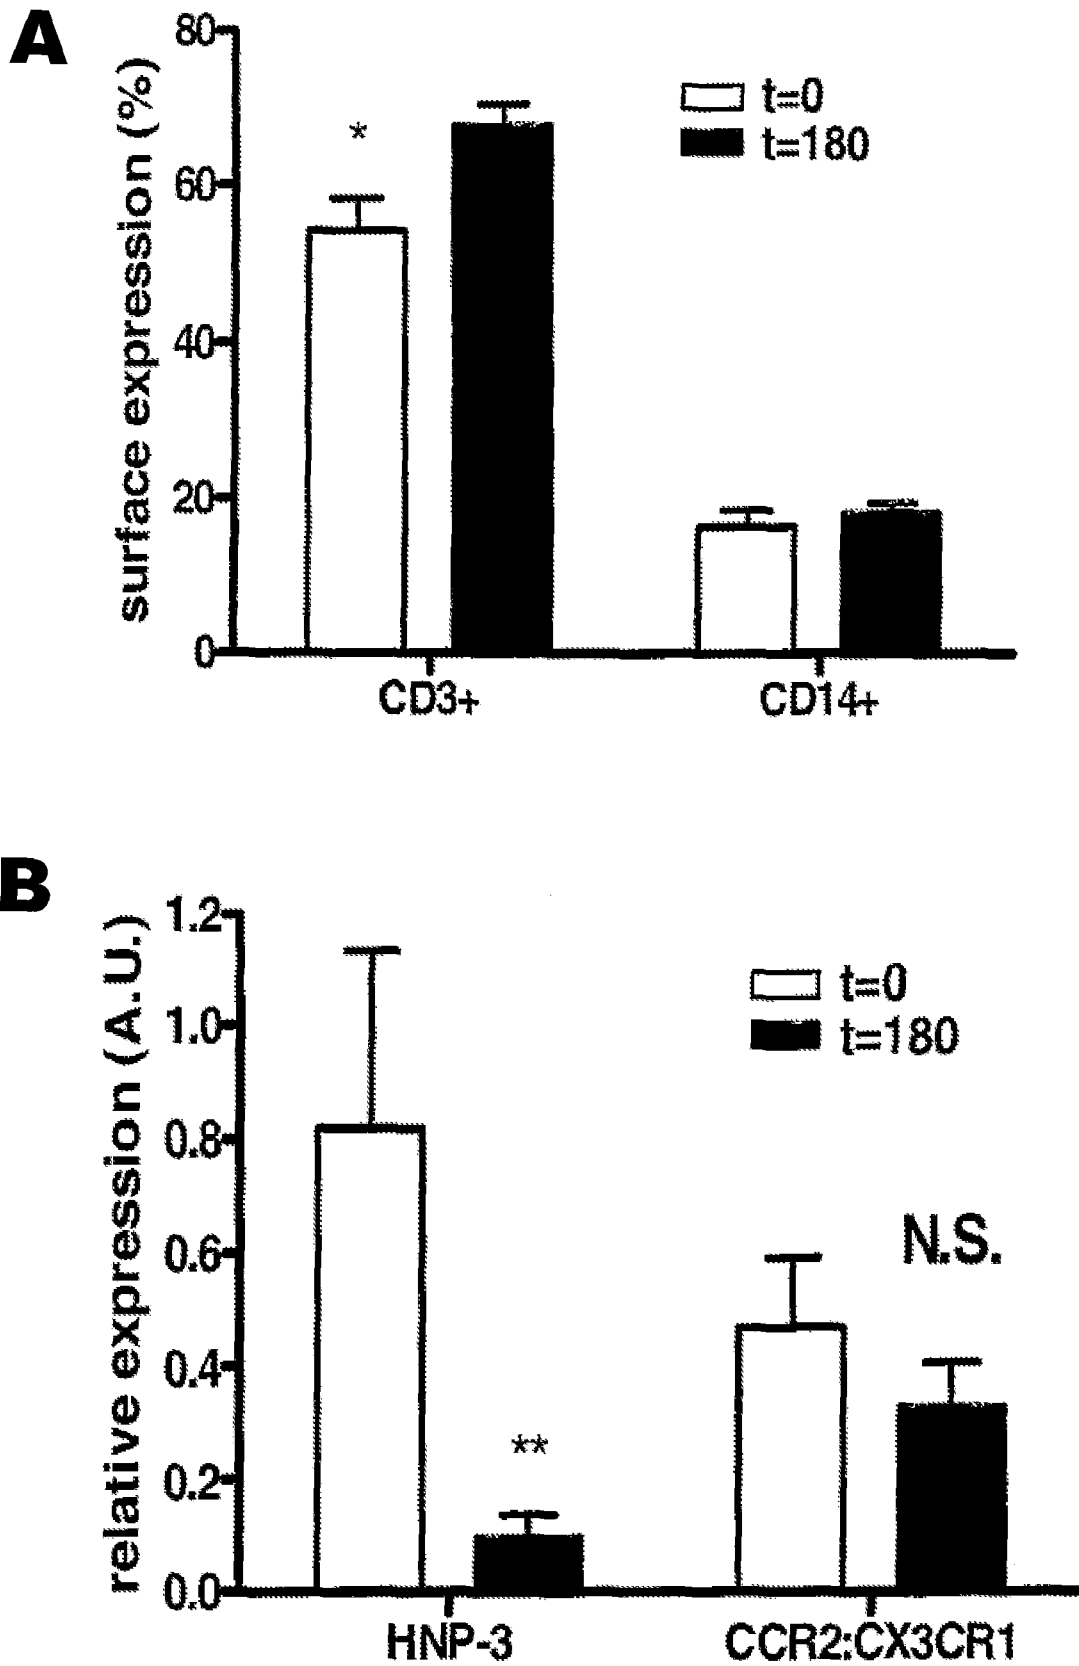 A
surface expression (%)
80
60
40
20
0
*
t=0
t=180
CD3+
CD14+
B
relative expression (A.U.)
1.2
1.0
0.8
0.6
0.4
0.2
0.0
t=0
t=180
N.S.
**
HNP-3
CCR2:CX3CR1